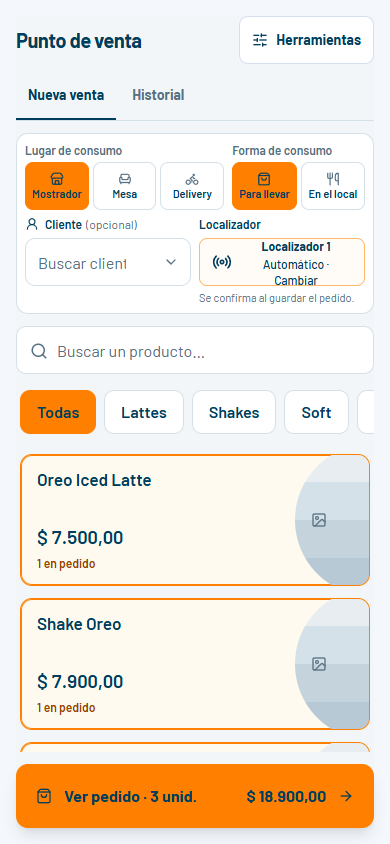 Punto de venta
Herramientas
Nueva venta
Historial
Lugar de consumo
Forma de consumo
Mostrador
Mesa
Delivery
Para llevar
En el local
Cliente (opcional)
Localizador
Buscar client
Localizador 1
Automático ·
Cambiar
Se confirma al guardar el pedido.
Buscar un producto...
Todas
Lattes
Shakes
Soft
Oreo Iced Latte
$ 7.500,00
1 en pedido
Shake Oreo
$ 7.900,00
1 en pedido
Ver pedido · 3 unid.
$ 18.900,00